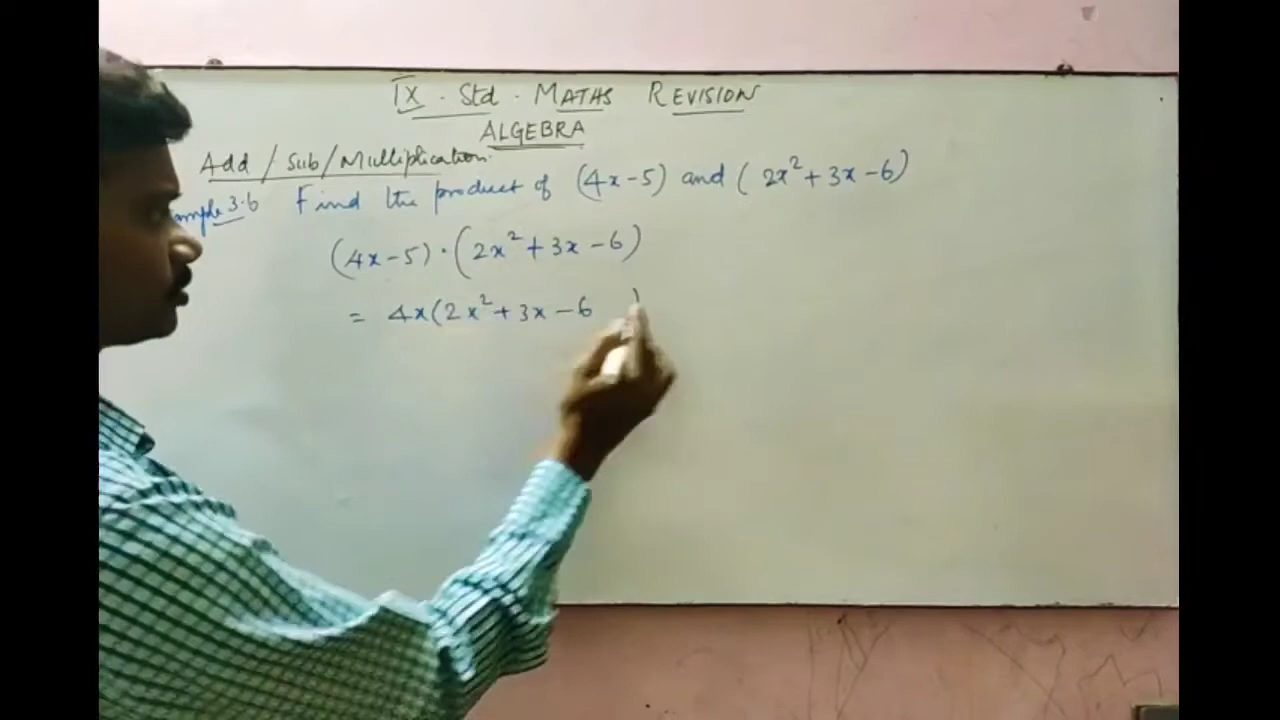 IX. Std. MATHS REVISION
ALGEBRA
Add / Sub / Multiplication.
mple 3.6 Find the product of (4x-5) and (2x²+3x-6)
(4x-5)·(2x²+3x-6)
= 4x(2x²+3x-6 )